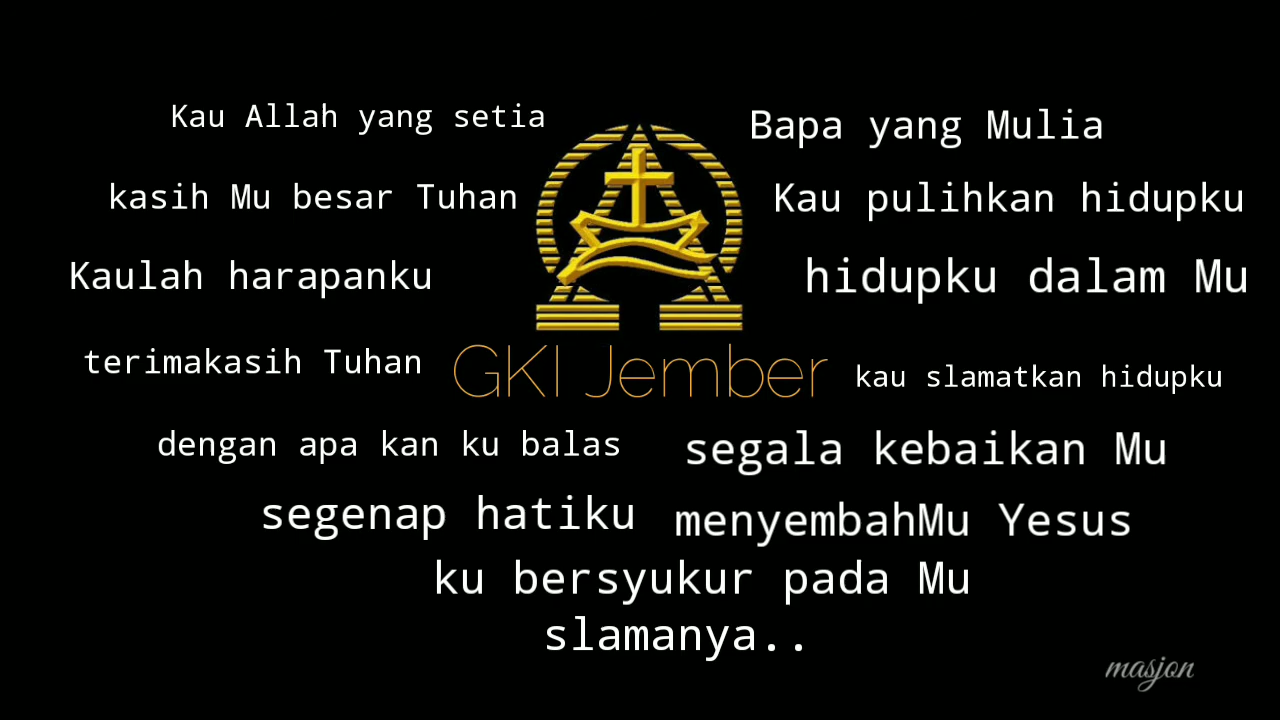 Kau Allah yang setia
Bapa yang Mulia
kasih Mu besar Tuhan
Kau pulihkan hidupku
Kaulah harapanku
hidupku dalam Mu
terimakasih Tuhan
GKI Jember
kau slamatkan hidupku
dengan apa kan ku balas
segala kebaikan Mu
segenap hatiku
menyembahMu Yesus
ku bersyukur pada Mu
slamanya..
masjon